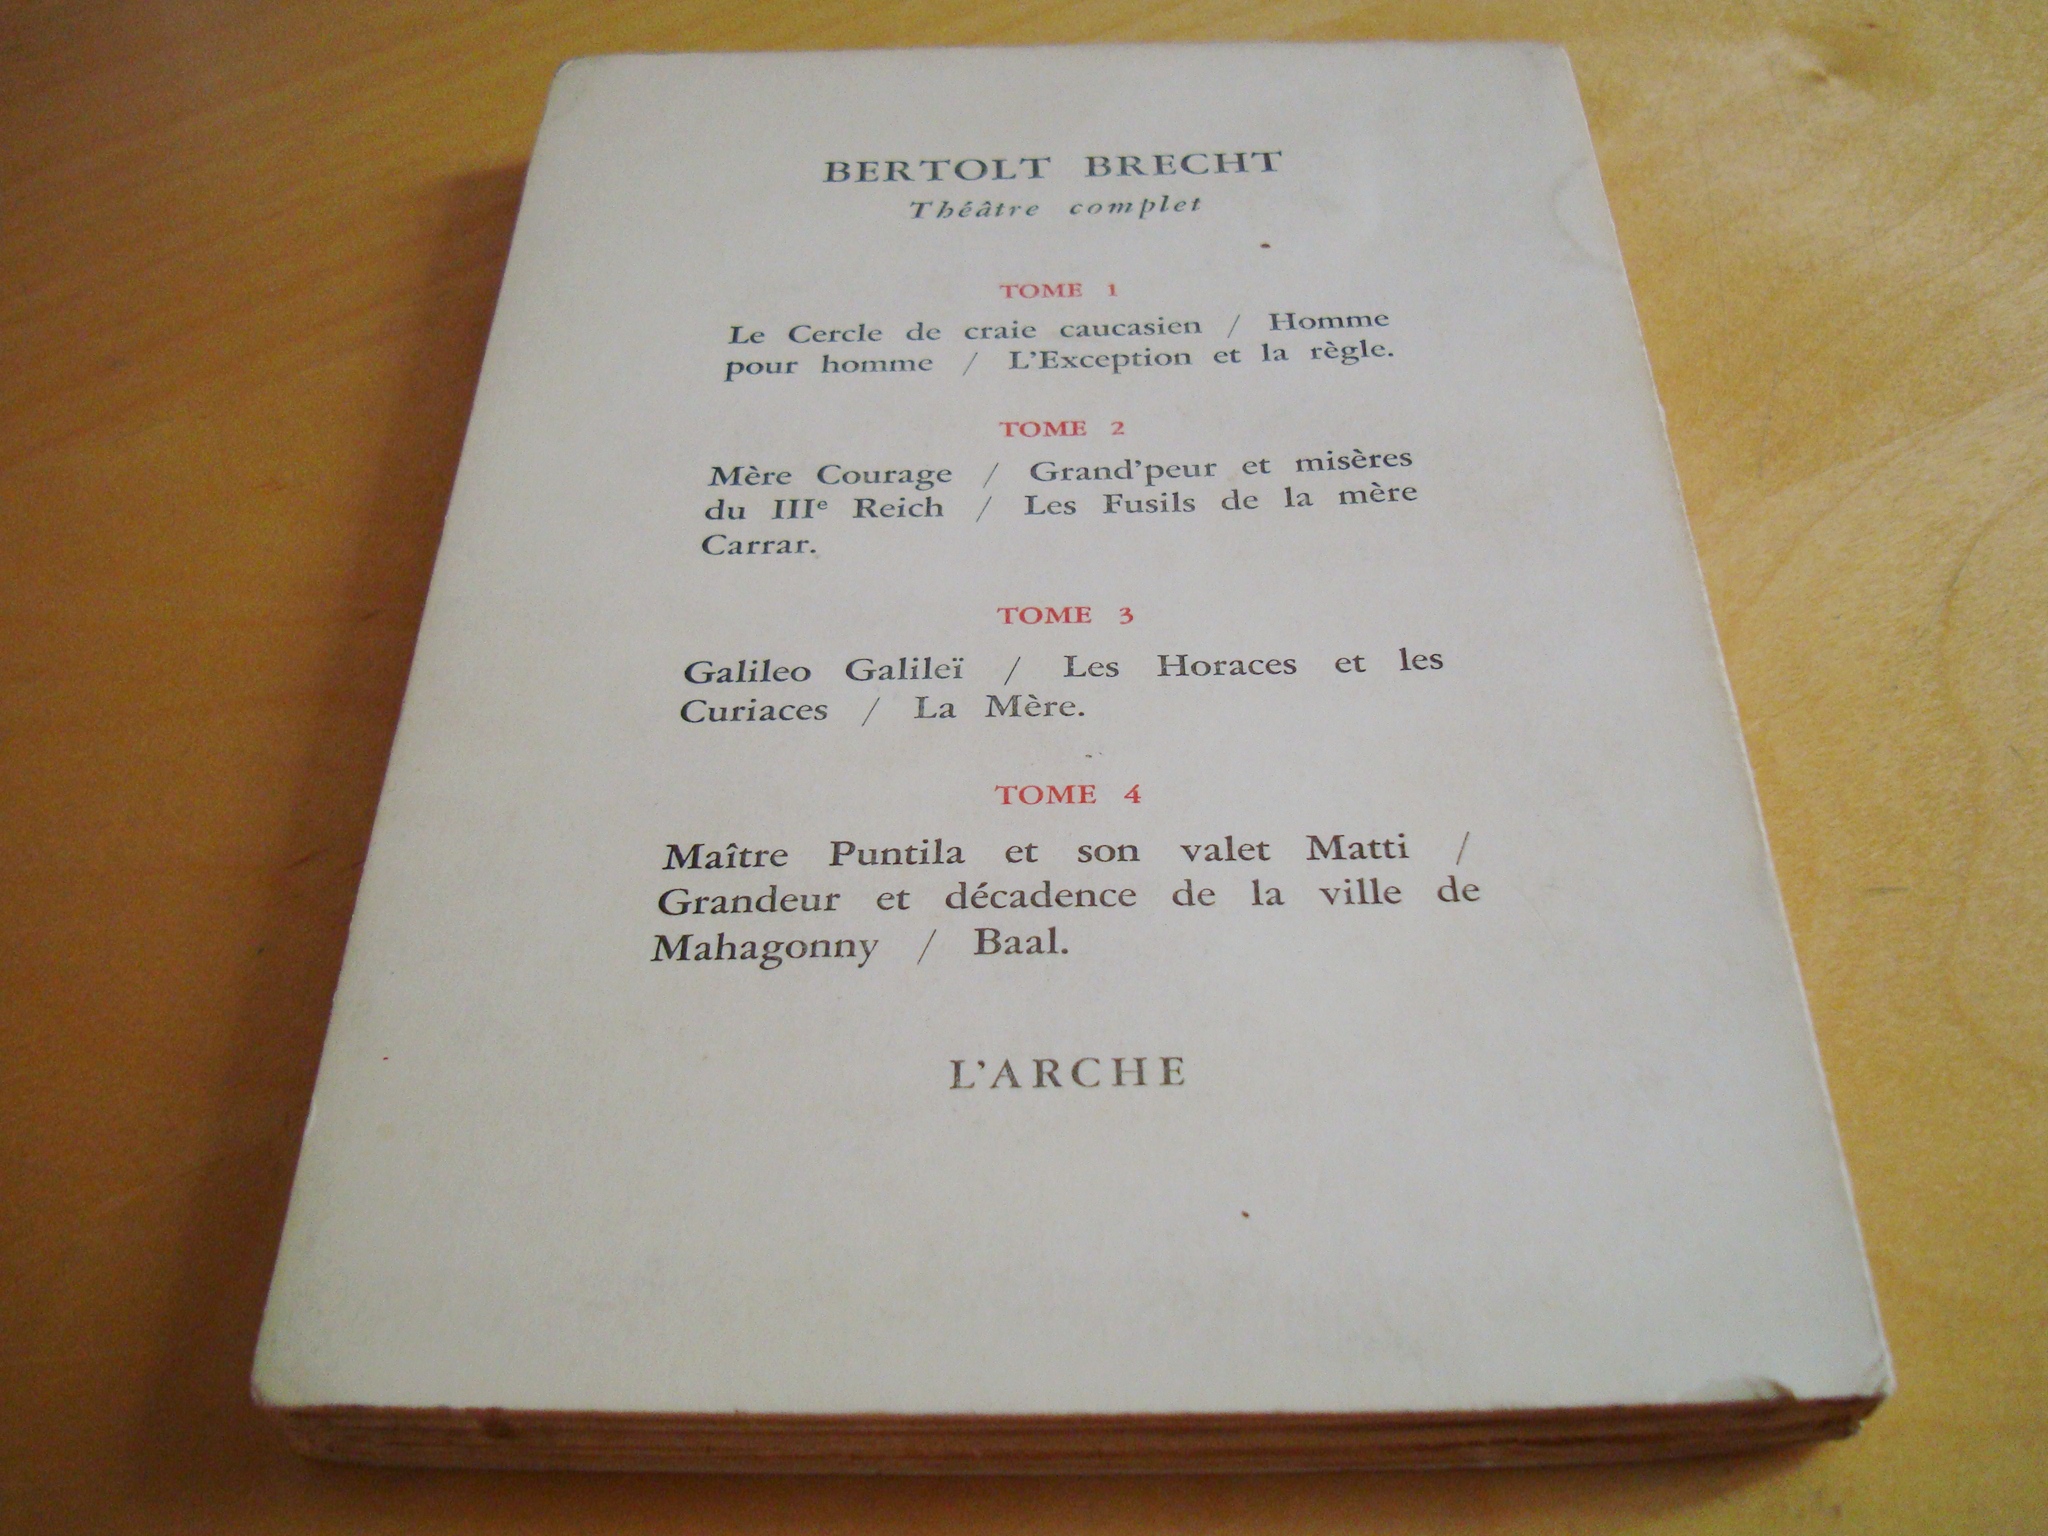 BERTOLT BRECHT
Théâtre complet
TOME 1
Le Cercle de craie caucasien / Homme
pour homme / L'Exception et la règle.
TOME 2
Mère Courage / Grand'peur et misères
du IIIe Reich / Les Fusils de la mère
Carrar.
TOME 3
Galileo Galileï / Les Horaces et les
Curiaces / La Mère.
TOME 4
Maître Puntila et son valet Matti /
Grandeur et décadence de la ville de
Mahagonny / Baal.
L'ARCHE